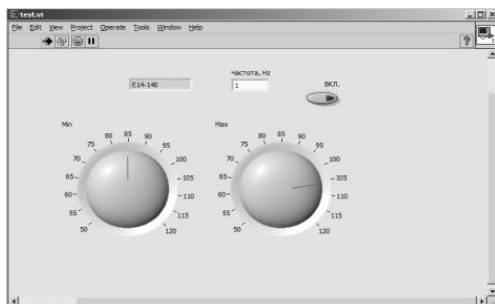 test.vi
File Edit View Project Operate Tools Window Help
?
Частота, Hz
E14-140
1
ВКЛ.
Min
50 55 60 65 70 75 80 85 90 95 100 105 110 115 120
Max
50 55 60 65 70 75 80 85 90 95 100 105 110 115 120